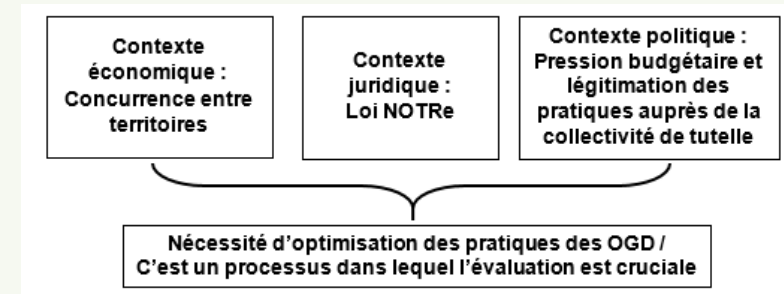 Contexte
économique :
Concurrence entre
territoires
Contexte
juridique :
Loi NOTRe
Contexte politique :
Pression budgétaire et
légitimation des
pratiques auprès de la
collectivité de tutelle
Nécessité d’optimisation des pratiques des OGD /
C’est un processus dans lequel l’évaluation est cruciale